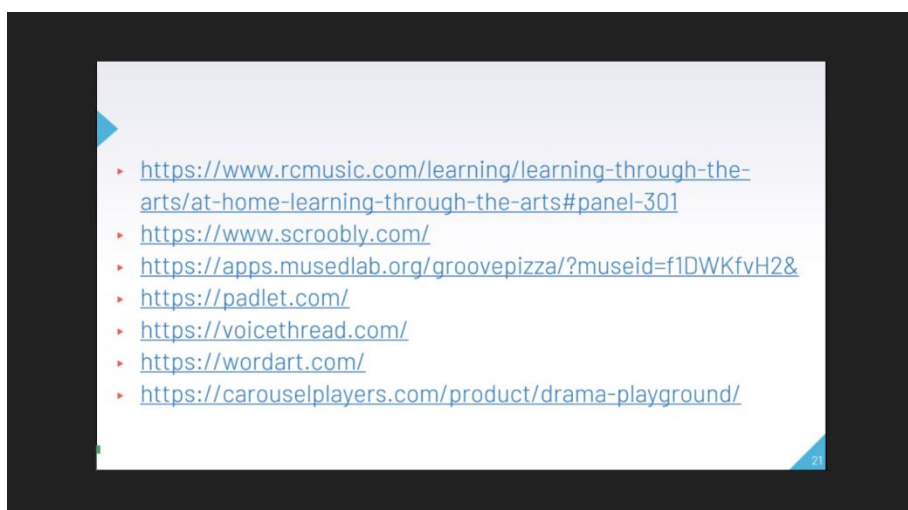 https://www.rcmusic.com/learning/learning-through-the-
arts/at-home-learning-through-the-arts#panel-301
https://www.scroobly.com/
https://apps.musedlab.org/groovepizza/?museid=f1DWKfvH2&
https://padlet.com/
https://voicethread.com/
https://wordart.com/
https://carouselplayers.com/product/drama-playground/
21